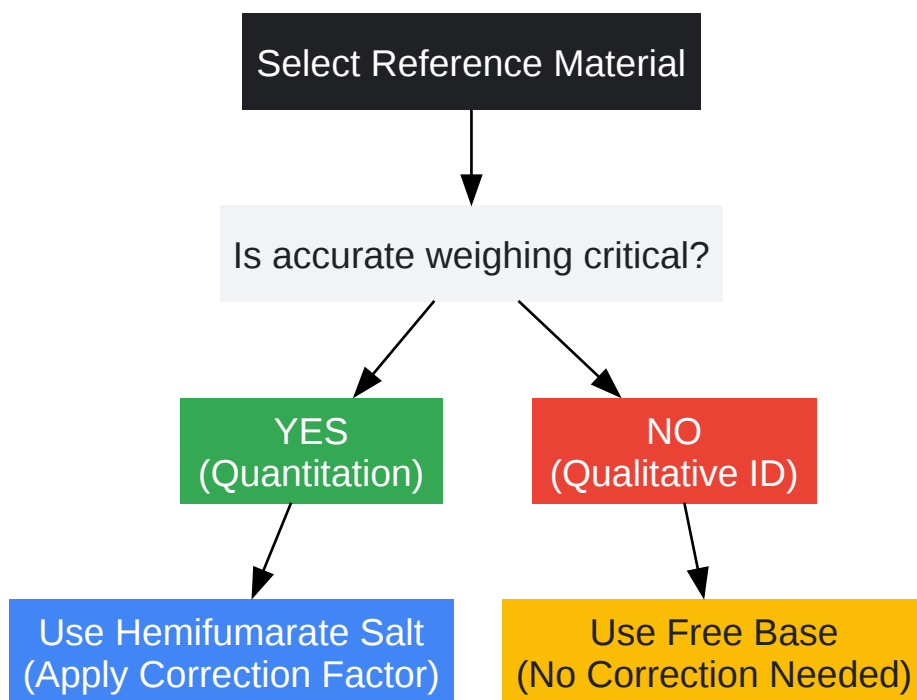 Select Reference Material
Is accurate weighing critical?
YES
(Quantitation)
NO
(Qualitative ID)
Use Hemifumarate Salt
(Apply Correction Factor)
Use Free Base
(No Correction Needed)